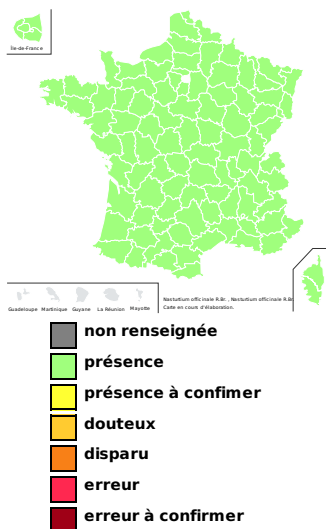 Île-de-France
Guadeloupe Martinique Guyane La Réunion Mayotte
Nasturtium officinale R.Br. , Nasturtium officinale R.Br.
Carte en cours d'élaboration.
non renseignée
présence
présence à confimer
douteux
disparu
erreur
erreur à confirmer